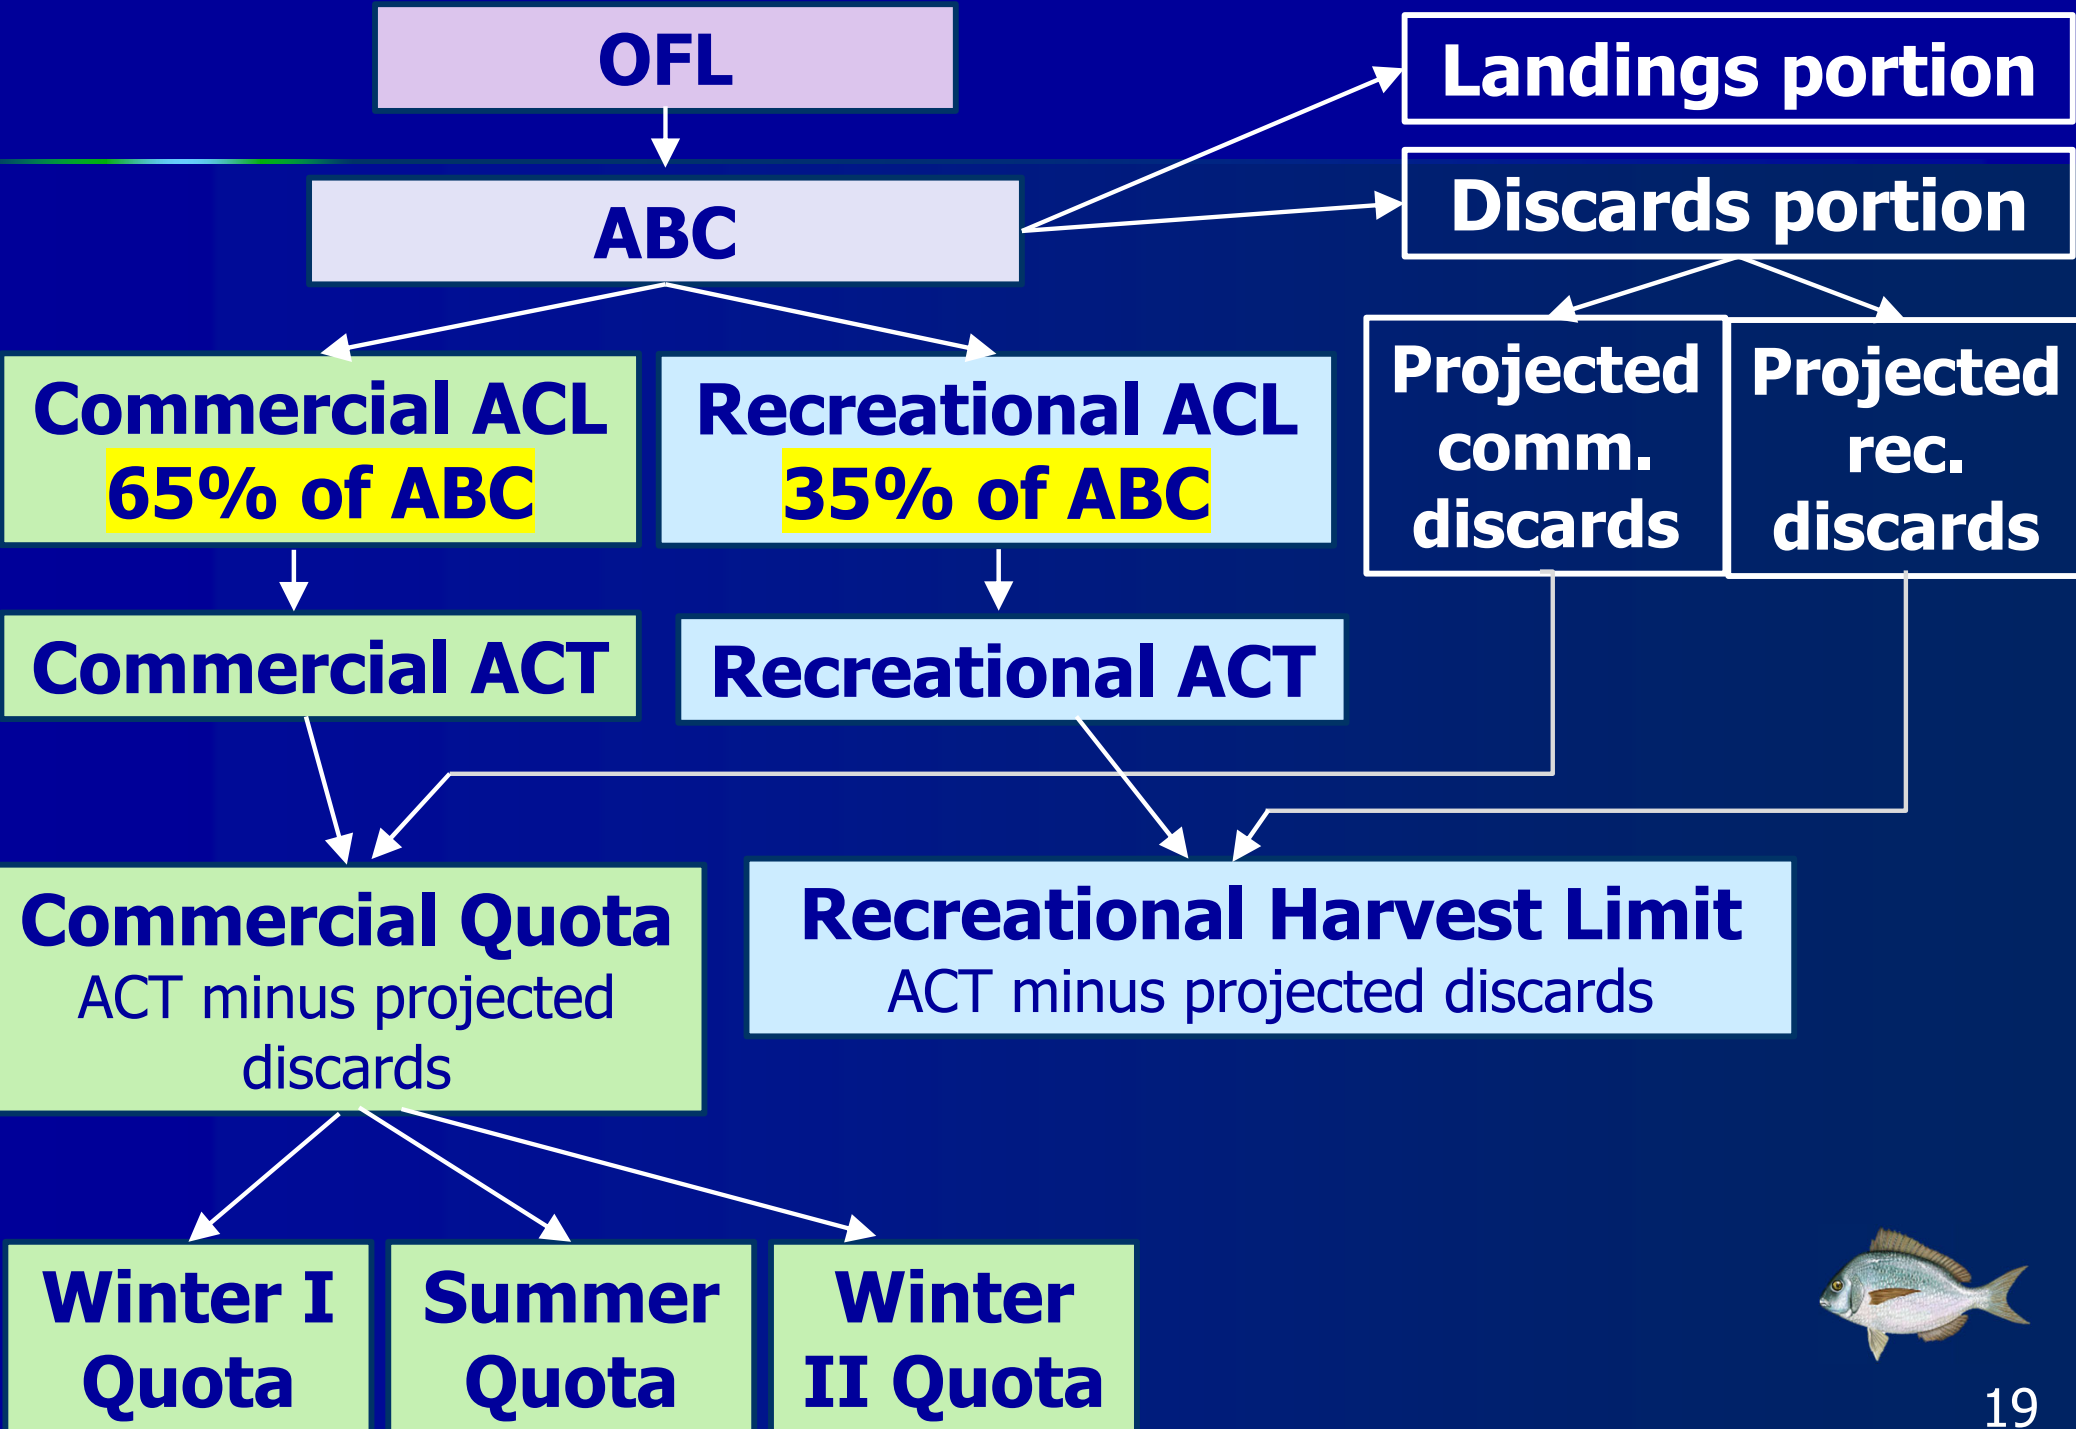 OFL
Landings portion
ABC
Discards portion
Commercial ACL
65% of ABC
Recreational ACL
35% of ABC
Projected
comm.
discards
Projected
rec.
discards
Commercial ACT
Recreational ACT
Commercial Quota
ACT minus projected
discards
Recreational Harvest Limit
ACT minus projected discards
Winter I
Quota
Summer
Quota
Winter
II Quota
19